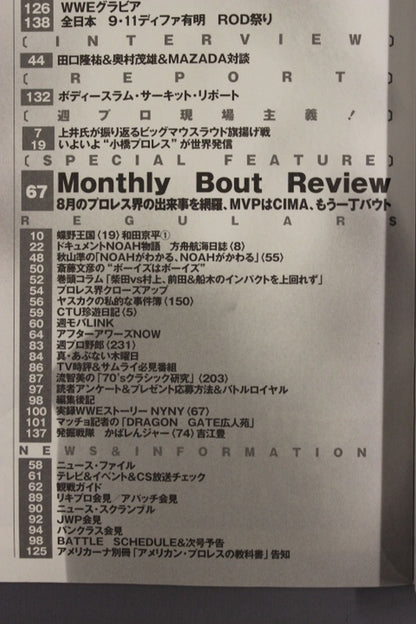 126 WWEグラビア
138 全日本 9・11ディファ有明 ROD祭り
〔 INTERVIEW 〕
44 田口隆祐&奥村茂雄&MAZADA対談
〔 REPORT 〕
132 ボディースラム・サーキット・リポート
〔 週プロ現場主義! 〕
7 上井氏が振り返るビッグマウスラウド旗揚げ戦
19 いよいよ“小橋プロレス”が世界発信
〔SPECIAL FEATURE〕
67 Monthly Bout Review
8月のプロレス界の出来事を網羅、MVPはCIMA、もう一丁バウト
REGULARS
10 蝶野王国(19)和田京平①
22 ドキュメントNOAH物語 方舟航海日誌(8)
48 秋山準の「NOAHがわかる、NOAHがかわる」(55)
50 斎藤文彦の“ボーイズはボーイズ”
52 巻頭コラム「柴田vs村上、前田&船木のインパクトを上回れず」
54 プロレス界クローズアップ
56 ヤスカクの私的な事件簿(150)
59 CTU珍遊日記(5)
60 週モバLINK
64 アフターアワーズNOW
83 週プロ野郎(231)
84 真・あぶない木曜日
86 TV時評&サムライ必見番組
87 流智美の「70'sクラシック研究」(203)
97 読者アンケート&プレゼント応募方法&バトルロイヤル
98 編集後記
100 実録WWEストーリー NYNY(67)
101 マッチョ記者の「DRAGON GATE広人苑」
137 発掘戦隊 かばしんジャー(74)吉江豊
NEWS&INFORMATION
58 ニュース・ファイル
61 テレビ&イベント&CS放送チェック
62 観戦ガイド
89 リキプロ会見/アパッチ会見
90 ニュース・スクランブル
92 JWP会見
94 パンクラス会見
98 BATTLE SCHEDULE&次号予告
125 アメリカーナ別冊「アメリカン・プロレスの教科書」告知